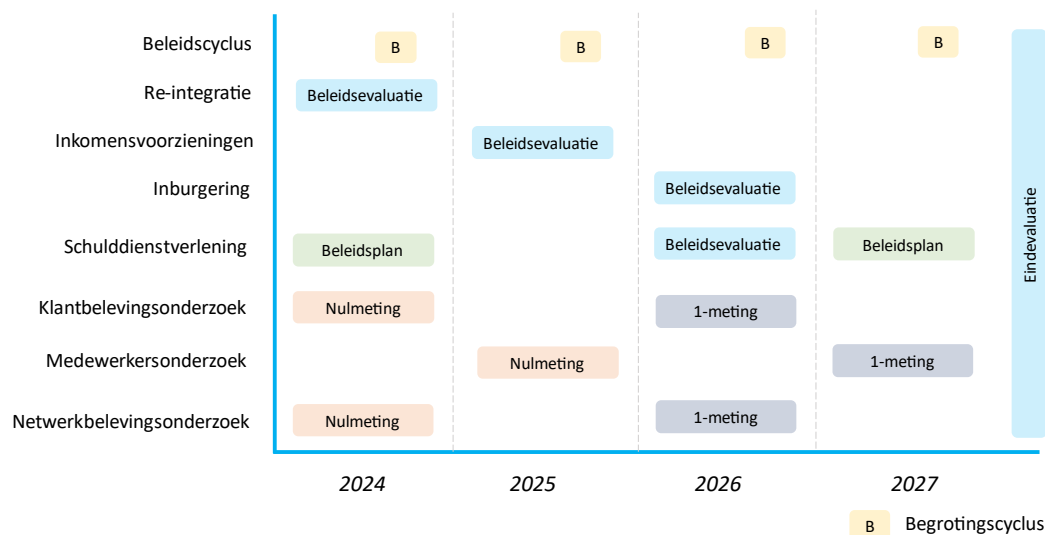 Beleidscyclus B B B B
Re-integratie Beleidsevaluatie
Inkomensvoorzieningen Beleidsevaluatie
Inburgering Beleidsevaluatie
Schulddienstverlening Beleidsplan Beleidsevaluatie Beleidsplan
Klantbelevingsonderzoek Nulmeting 1-meting
Medewerkersonderzoek Nulmeting 1-meting
Netwerkbelevingsonderzoek Nulmeting 1-meting
Eindevaluatie
2024 2025 2026 2027
B Begrotingscyclus